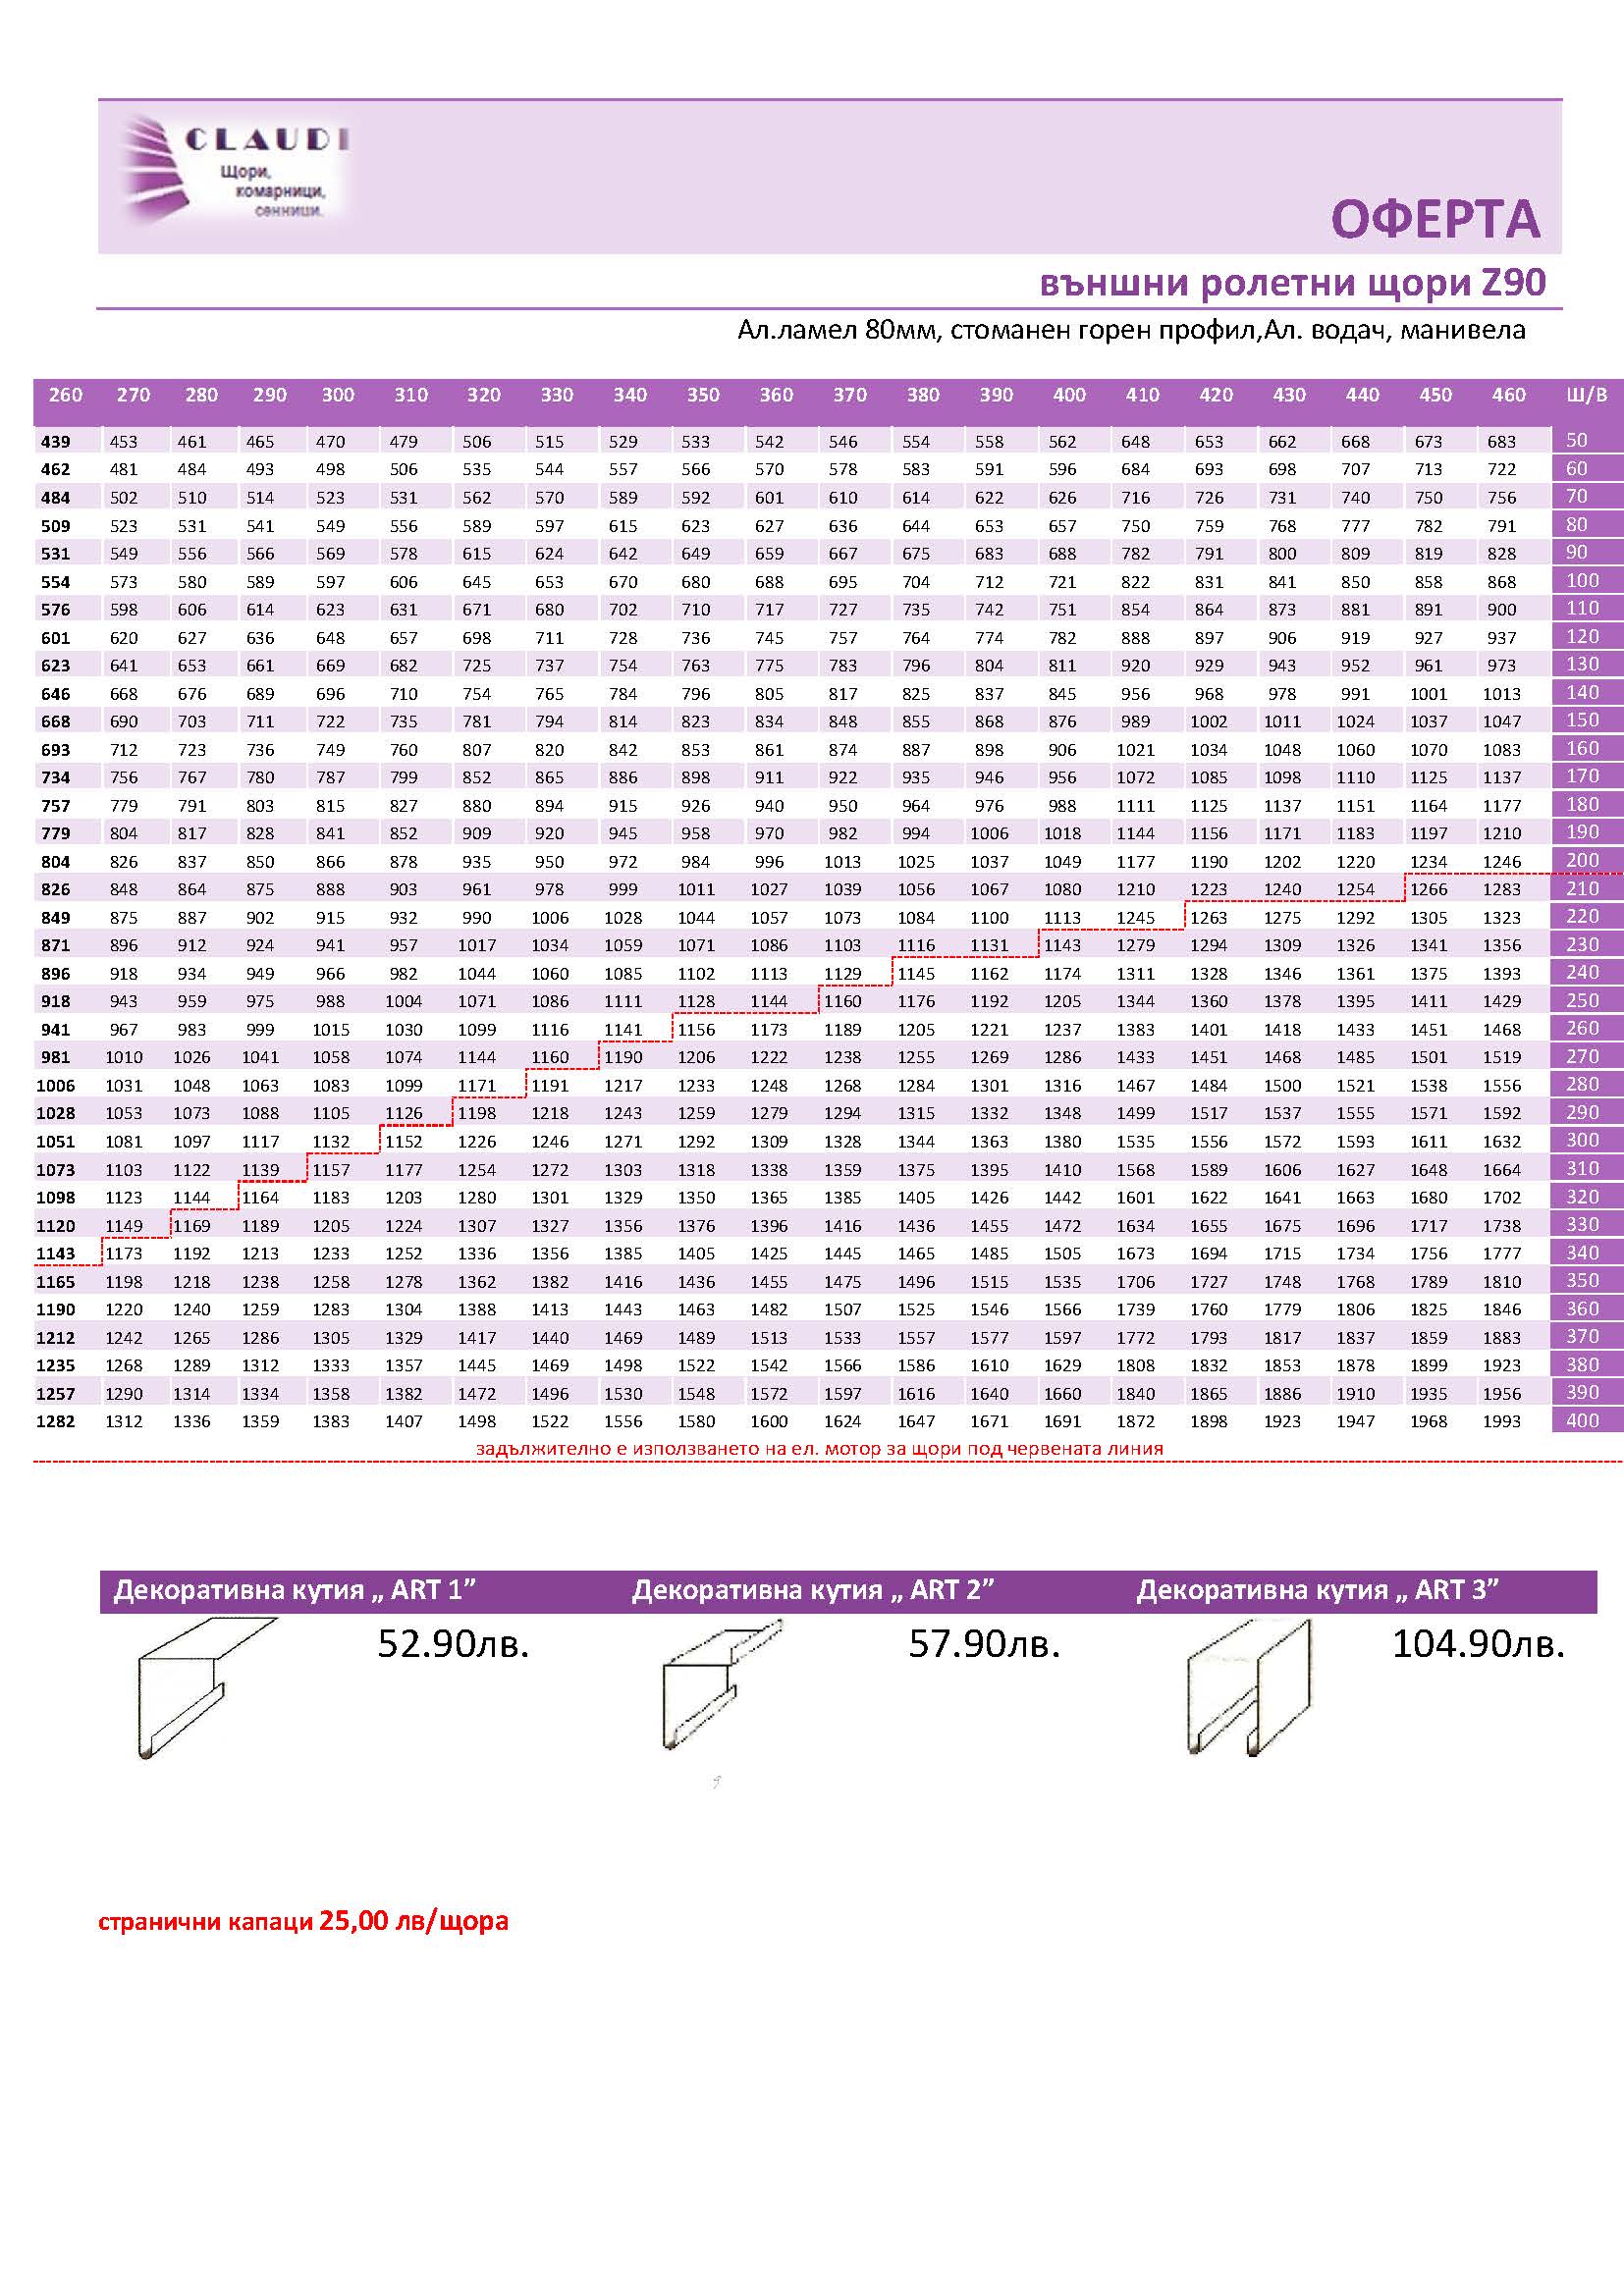 CLAUDI
Щори,
комарници,
сенници.
ОФЕРТА
външни ролетни щори Z90
Ал.ламел 80мм, стоманен горен профил,Ал. водач, манивела
260 270 280 290 300 310 320 330 340 350 360 370 380 390 400 410 420 430 440 450 460 Ш/В
439 453 461 465 470 479 506 515 529 533 542 546 554 558 562 648 653 662 668 673 683 50
462 481 484 493 498 506 535 544 557 566 570 578 583 591 596 684 693 698 707 713 722 60
484 502 510 514 523 531 562 570 589 592 601 610 614 622 626 716 726 731 740 750 756 70
509 523 531 541 549 556 589 597 615 623 627 636 644 653 657 750 759 768 777 782 791 80
531 549 556 566 569 578 615 624 642 649 659 667 675 683 688 782 791 800 809 819 828 90
554 573 580 589 597 606 645 653 670 680 688 695 704 712 721 822 831 841 850 858 868 100
576 598 606 614 623 631 671 680 702 710 717 727 735 742 751 854 864 873 881 891 900 110
601 620 627 636 648 657 698 711 728 736 745 757 764 774 782 888 897 906 919 927 937 120
623 641 653 661 669 682 725 737 754 763 775 783 796 804 811 920 929 943 952 961 973 130
646 668 676 689 696 710 754 765 784 796 805 817 825 837 845 956 968 978 991 1001 1013 140
668 690 703 711 722 735 781 794 814 823 834 848 855 868 876 989 1002 1011 1024 1037 1047 150
693 712 723 736 749 760 807 820 842 853 861 874 887 898 906 1021 1034 1048 1060 1070 1083 160
734 756 767 780 787 799 852 865 886 898 911 922 935 946 956 1072 1085 1098 1110 1125 1137 170
757 779 791 803 815 827 880 894 915 926 940 950 964 976 988 1111 1125 1137 1151 1164 1177 180
779 804 817 828 841 852 909 920 945 958 970 982 994 1006 1018 1144 1156 1171 1183 1197 1210 190
804 826 837 850 866 878 935 950 972 984 996 1013 1025 1037 1049 1177 1190 1202 1220 1234 1246 200
826 848 864 875 888 903 961 978 999 1011 1027 1039 1056 1067 1080 1210 1223 1240 1254 1266 1283 210
849 875 887 902 915 932 990 1006 1028 1044 1057 1073 1084 1100 1113 1245 1263 1275 1292 1305 1323 220
871 896 912 924 941 957 1017 1034 1059 1071 1086 1103 1116 1131 1143 1279 1294 1309 1326 1341 1356 230
896 918 934 949 966 982 1044 1060 1085 1102 1113 1129 1145 1162 1174 1311 1328 1346 1361 1375 1393 240
918 943 959 975 988 1004 1071 1086 1111 1128 1144 1160 1176 1192 1205 1344 1360 1378 1395 1411 1429 250
941 967 983 999 1015 1030 1099 1116 1141 1156 1173 1189 1205 1221 1237 1383 1401 1418 1433 1451 1468 260
981 1010 1026 1041 1058 1074 1144 1160 1190 1206 1222 1238 1255 1269 1286 1433 1451 1468 1485 1501 1519 270
1006 1031 1048 1063 1083 1099 1171 1191 1217 1233 1248 1268 1284 1301 1316 1467 1484 1500 1521 1538 1556 280
1028 1053 1073 1088 1105 1126 1198 1218 1243 1259 1279 1294 1315 1332 1348 1499 1517 1537 1555 1571 1592 290
1051 1081 1097 1117 1132 1152 1226 1246 1271 1292 1309 1328 1344 1363 1380 1535 1556 1572 1593 1611 1632 300
1073 1103 1122 1139 1157 1177 1254 1272 1303 1318 1338 1359 1375 1395 1410 1568 1589 1606 1627 1648 1664 310
1098 1123 1144 1164 1183 1203 1280 1301 1329 1350 1365 1385 1405 1426 1442 1601 1622 1641 1663 1680 1702 320
1120 1149 1169 1189 1205 1224 1307 1327 1356 1376 1396 1416 1436 1455 1472 1634 1655 1675 1696 1717 1738 330
1143 1173 1192 1213 1233 1252 1336 1356 1385 1405 1425 1445 1465 1485 1505 1673 1694 1715 1734 1756 1777 340
1165 1198 1218 1238 1258 1278 1362 1382 1416 1436 1455 1475 1496 1515 1535 1706 1727 1748 1768 1789 1810 350
1190 1220 1240 1259 1283 1304 1388 1413 1443 1463 1482 1507 1525 1546 1566 1739 1760 1779 1806 1825 1846 360
1212 1242 1265 1286 1305 1329 1417 1440 1469 1489 1513 1533 1557 1577 1597 1772 1793 1817 1837 1859 1883 370
1235 1268 1289 1312 1333 1357 1445 1469 1498 1522 1542 1566 1586 1610 1629 1808 1832 1853 1878 1899 1923 380
1257 1290 1314 1334 1358 1382 1472 1496 1530 1548 1572 1597 1616 1640 1660 1840 1865 1886 1910 1935 1956 390
1282 1312 1336 1359 1383 1407 1498 1522 1556 1580 1600 1624 1647 1671 1691 1872 1898 1923 1947 1968 1993 400
задължително е използването на ел. мотор за щори под червената линия
Декоративна кутия „ ART 1” Декоративна кутия „ ART 2” Декоративна кутия „ ART 3”
52.90лв. 57.90лв. 104.90лв.
странични капаци 25,00 лв/щора